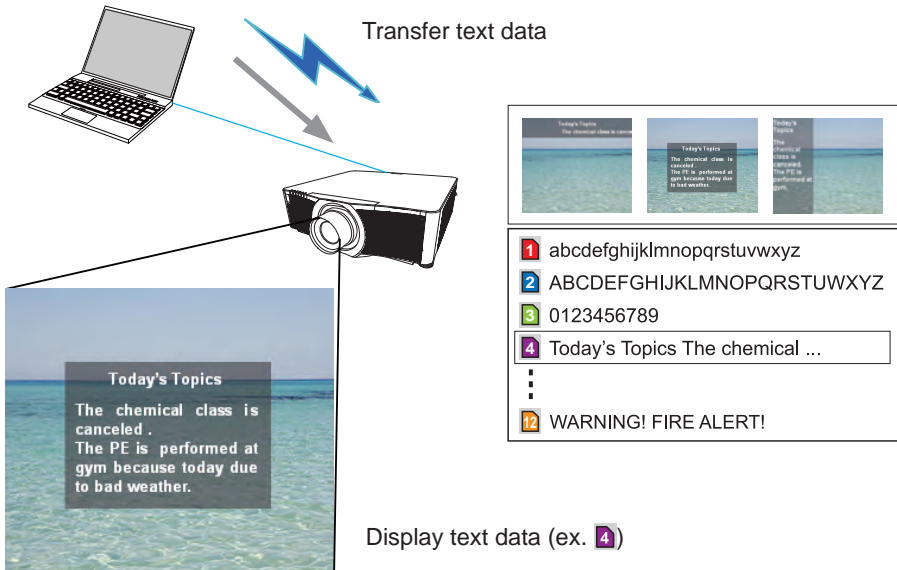 Transfer text data
Today's Topics
The chemical class is cance
Today's Topics
The chemical class is
canceled .
The PE is performed at
gym because today due
to bad weather.
Today's
Topics
The
chemical
class is
canceled.
The PE is
performed at
gym,
1 abcdefghijklmnopqrstuvwxyz
2 ABCDEFGHIJKLMNOPQRSTUWXYZ
3 0123456789
4 Today's Topics The chemical ...
12 WARNING! FIRE ALERT!
Today's Topics
The chemical class is
canceled .
The PE is performed at
gym because today due
to bad weather.
Display text data (ex. 4)